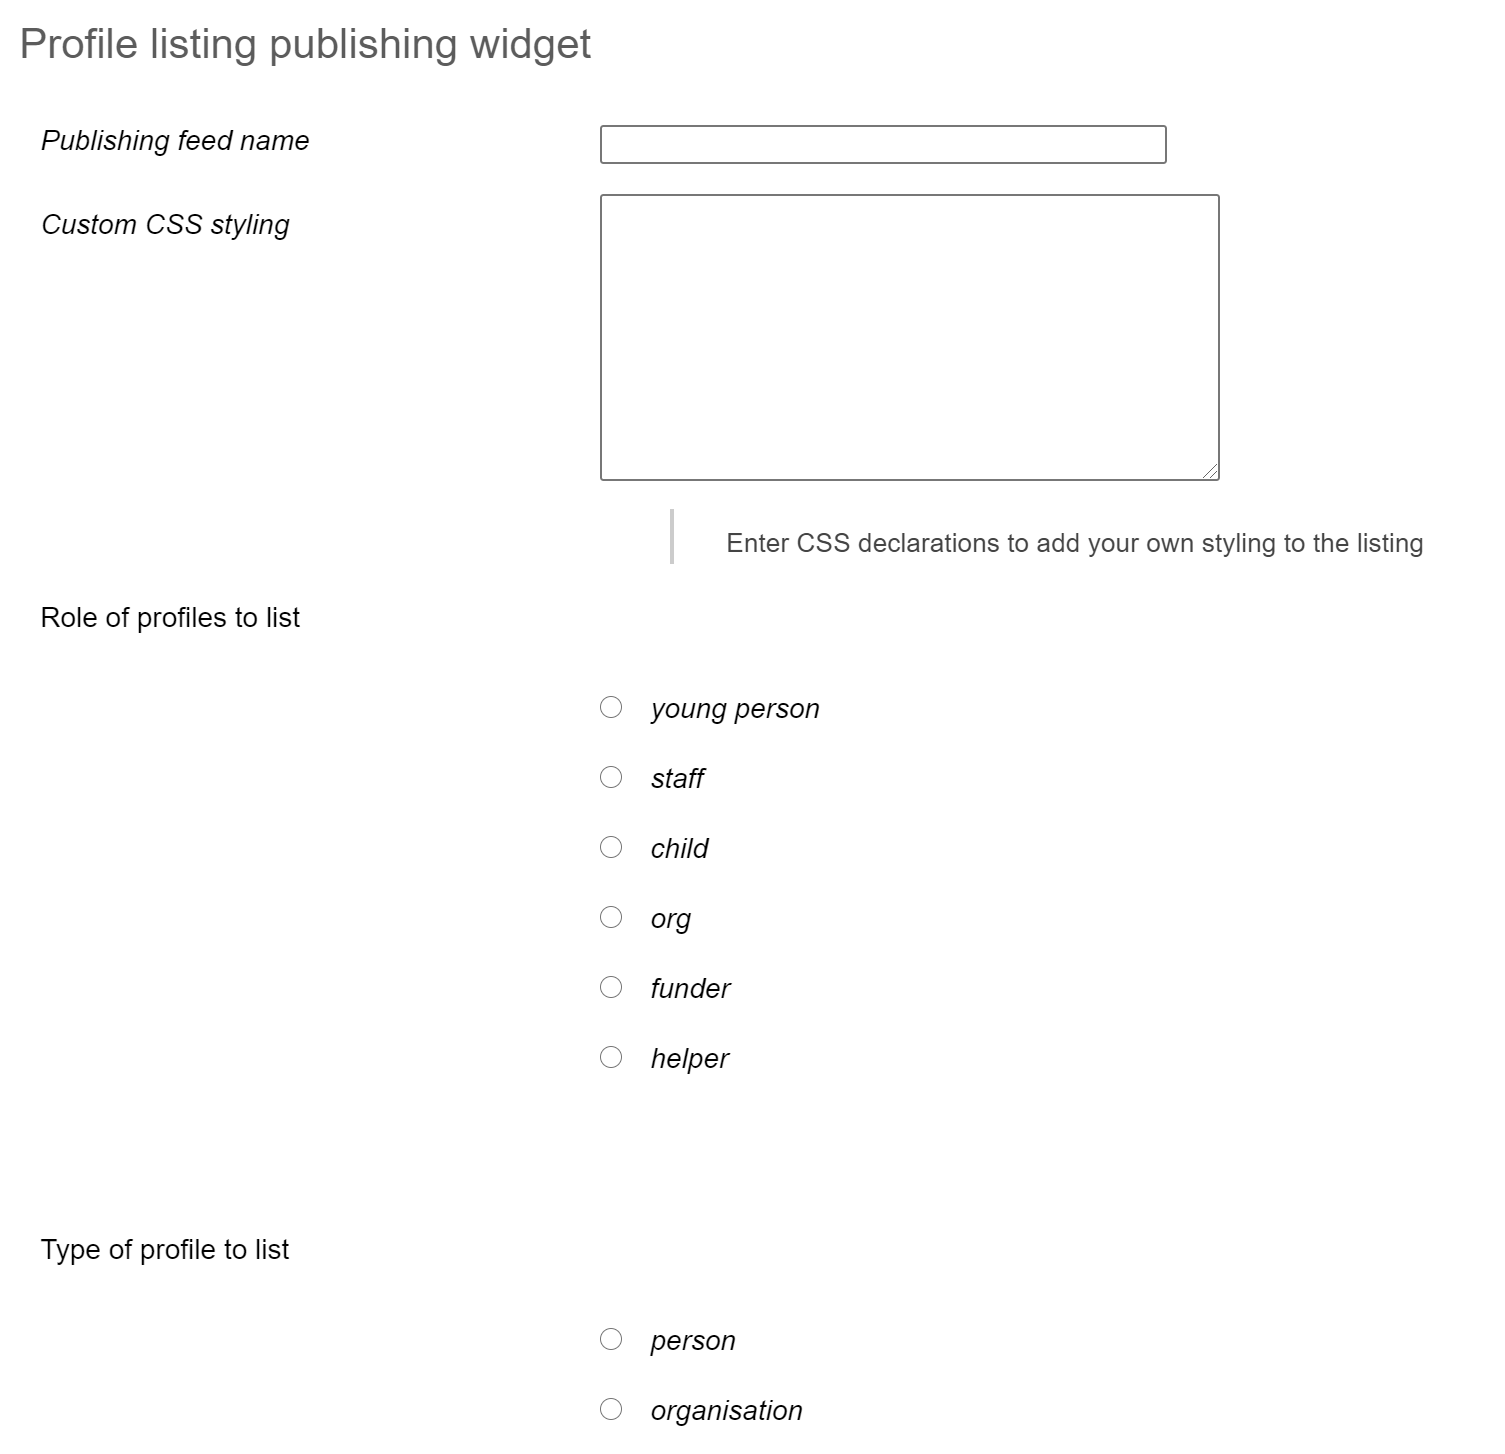 Profile listing publishing widget
Publishing feed name
Custom CSS styling
Enter CSS declarations to add your own styling to the listing
Role of profiles to list
young person
staff
child
org
funder
helper
Type of profile to list
person
organisation